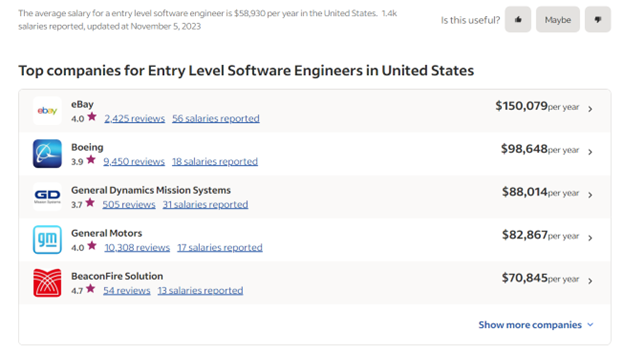 The average salary for a entry level software engineer is $58,930 per year in the United States. 1.4k
salaries reported, updated at November 5, 2023
Is this useful? Maybe
Top companies for Entry Level Software Engineers in United States
ebay
eBay
4.0 ★ 2,425 reviews 56 salaries reported
$150,079 per year
Boeing
3.9 ★ 9,450 reviews 18 salaries reported
$98,648 per year
GD
Mission Systems
General Dynamics Mission Systems
3.7 ★ 505 reviews 31 salaries reported
$88,014 per year
gm
General Motors
4.0 ★ 10,308 reviews 17 salaries reported
$82,867 per year
BeaconFire Solution
4.7 ★ 54 reviews 13 salaries reported
$70,845 per year
Show more companies